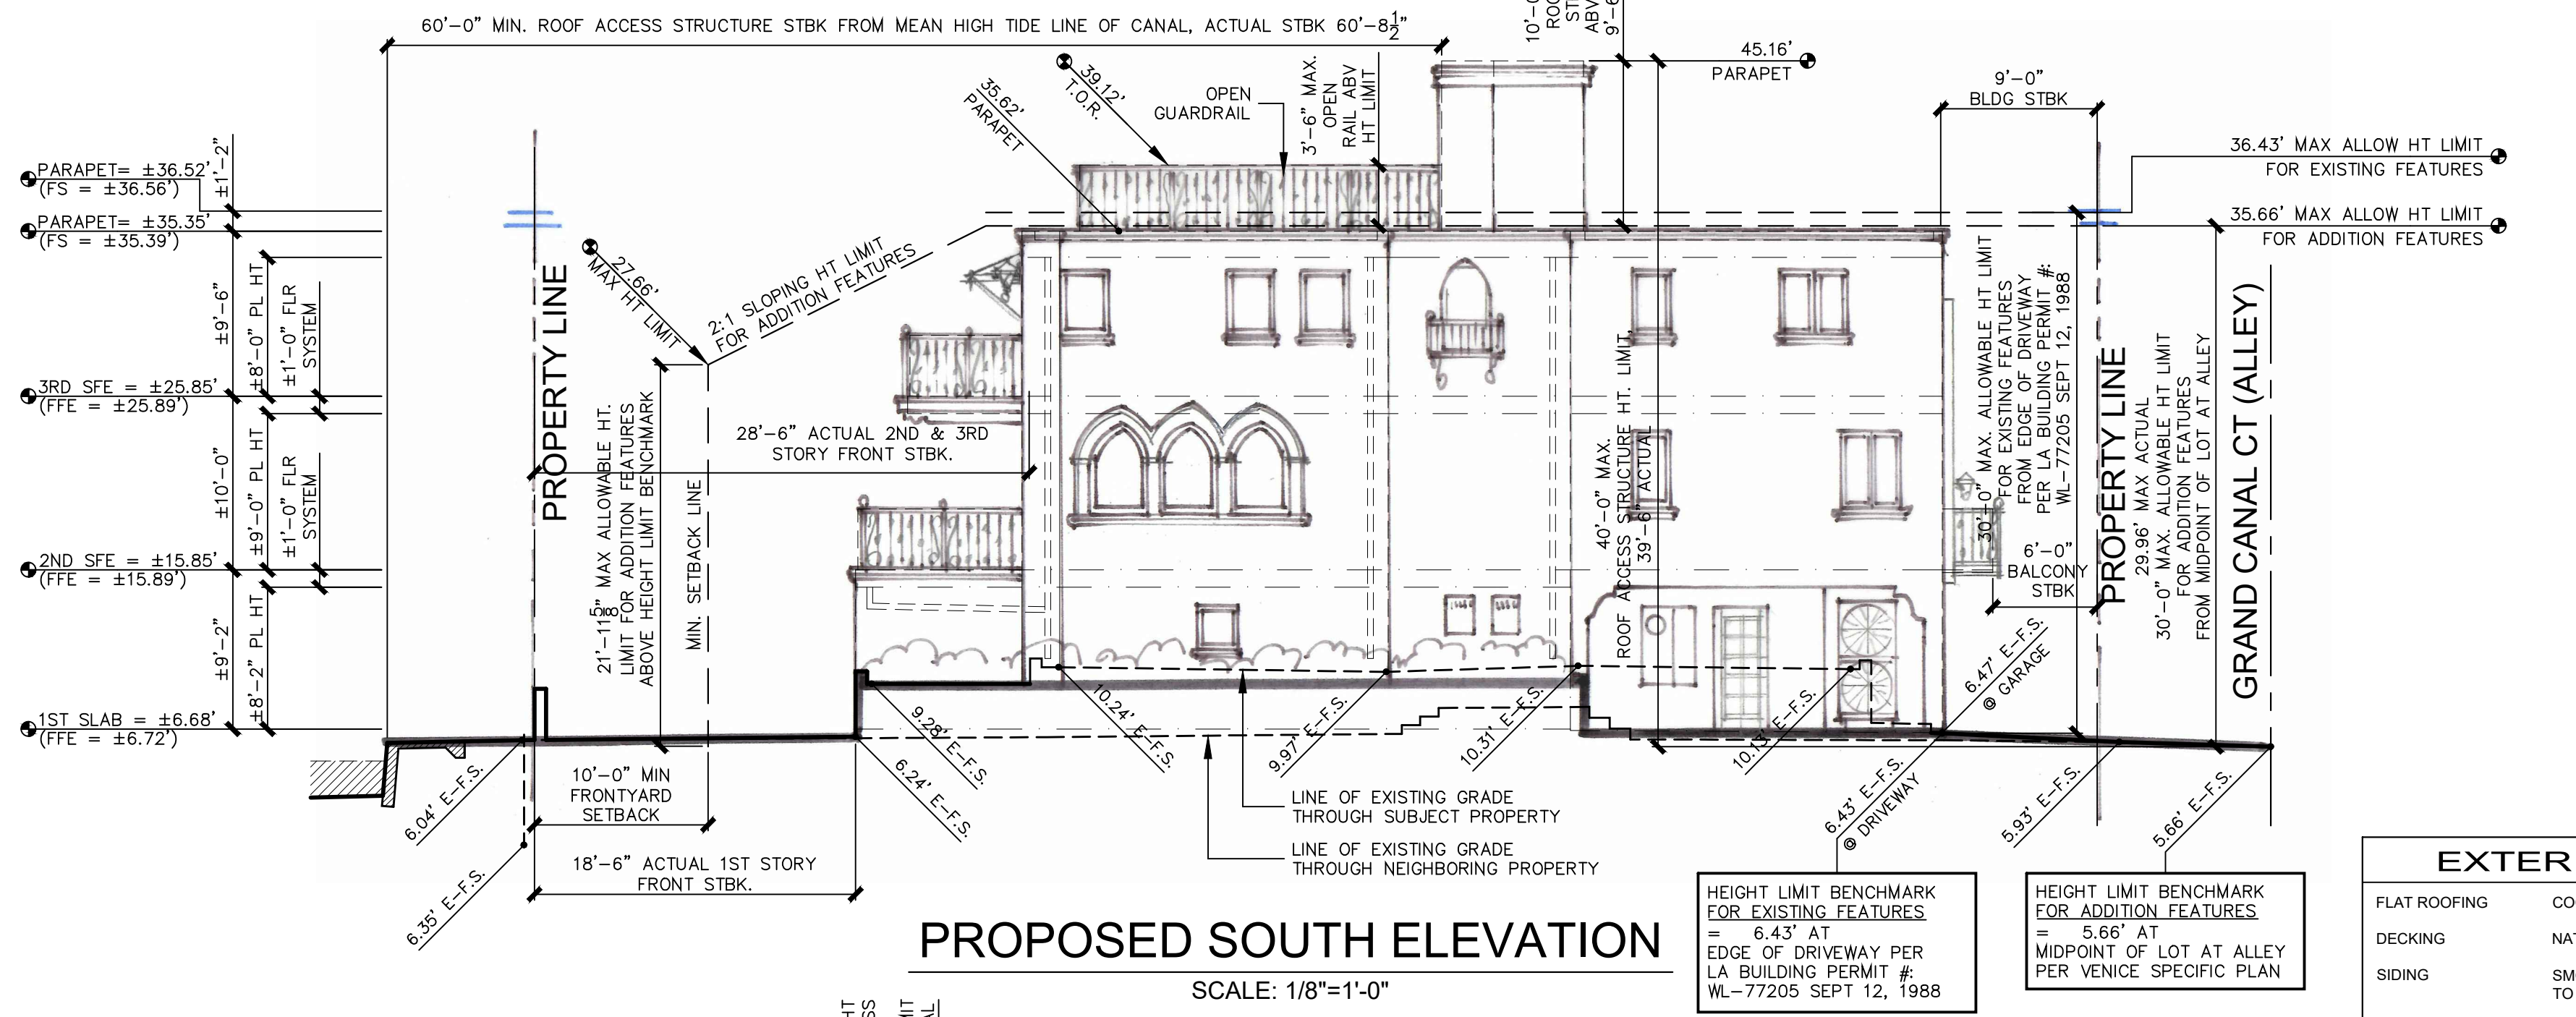 60'-0" MIN. ROOF ACCESS STRUCTURE STBK FROM MEAN HIGH TIDE LINE OF CANAL, ACTUAL STBK 60'-8½"
10'-0
ROO
ST
ABV
9'-6
45.16'
PARAPET
9'-0"
BLDG STBK
39.12'
T.O.R.
35.62'
PARAPET
OPEN
GUARDRAIL
3'-6" MAX.
OPEN
RAIL ABV
HT LIMIT
36.43' MAX ALLOW HT LIMIT
FOR EXISTING FEATURES
35.66' MAX ALLOW HT LIMIT
FOR ADDITION FEATURES
PARAPET= ±36.52'
(FS = ±36.56')
±1'-2"
PARAPET= ±35.35'
(FS = ±35.39')
±9'-6"
±8'-0" PL HT
±1'-0" FLR
SYSTEM
3RD SFE = ±25.85'
(FFE = ±25.89')
±10'-0"
±9'-0" PL HT
±1'-0" FLR
SYSTEM
2ND SFE = ±15.85'
(FFE = ±15.89')
±9'-2"
±8'-2" PL HT
1ST SLAB = ±6.68'
(FFE = ±6.72')
PROPERTY LINE
27.66'
MAX HT LIMIT
2:1 SLOPING HT LIMIT
FOR ADDITION FEATURES
21'-11⅝" MAX ALLOWABLE HT.
LIMIT FOR ADDITION FEATURES
ABOVE HEIGHT LIMIT BENCHMARK
MIN. SETBACK LINE
28'-6" ACTUAL 2ND & 3RD
STORY FRONT STBK.
40'-0" MAX.
ROOF ACCESS STRUCTURE HT. LIMIT,
39'-6" ACTUAL
30'-0" MAX. ALLOWABLE HT LIMIT
FOR EXISTING FEATURES
FROM EDGE OF DRIVEWAY
PER LA BUILDING PERMIT #:
WL-77205 SEPT 12, 1988
6'-0"
BALCONY
STBK
PROPERTY LINE
29.96' MAX ACTUAL
30'-0" MAX. ALLOWABLE HT LIMIT
FOR ADDITION FEATURES
FROM MIDPOINT OF LOT AT ALLEY
GRAND CANAL CT (ALLEY)
6.04' E-F.S.
6.35' E-F.S.
10'-0" MIN
FRONTYARD
SETBACK
18'-6" ACTUAL 1ST STORY
FRONT STBK.
9.28' E-F.S.
6.24' E-F.S.
10.24' E-F.S.
9.97' E-F.S.
10.31' E-F.S.
10.13' E-F.S.
6.47' E-F.S.
@ GARAGE
6.43' E-F.S.
@ DRIVEWAY
5.93' E-F.S.
5.66' E-F.S.
LINE OF EXISTING GRADE
THROUGH SUBJECT PROPERTY
LINE OF EXISTING GRADE
THROUGH NEIGHBORING PROPERTY
HEIGHT LIMIT BENCHMARK
FOR EXISTING FEATURES
= 6.43' AT
EDGE OF DRIVEWAY PER
LA BUILDING PERMIT #:
WL-77205 SEPT 12, 1988
HEIGHT LIMIT BENCHMARK
FOR ADDITION FEATURES
= 5.66' AT
MIDPOINT OF LOT AT ALLEY
PER VENICE SPECIFIC PLAN
PROPOSED SOUTH ELEVATION
SCALE: 1/8"=1'-0"
EXTER
FLAT ROOFING CO
DECKING NAT
SIDING SM
TO